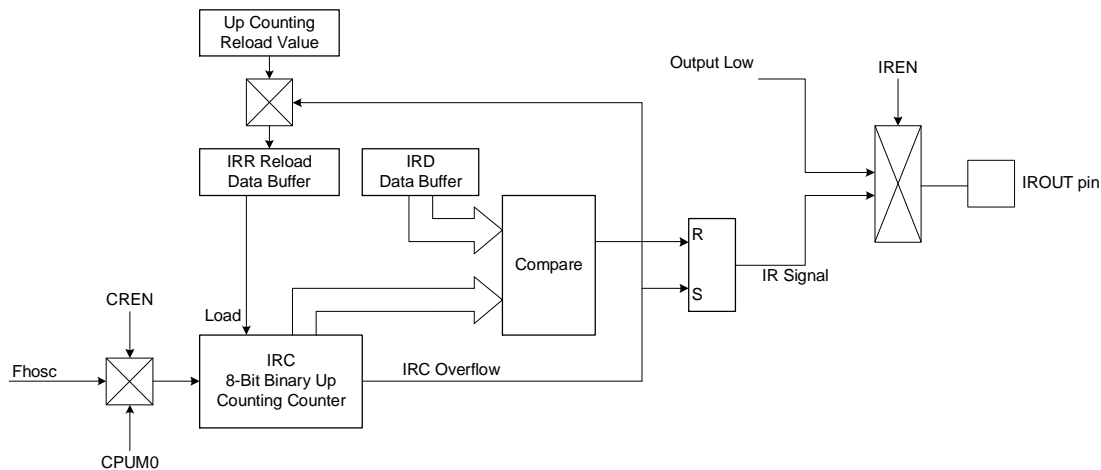 Up Counting
Reload Value
Output Low
IREN
IRR Reload
Data Buffer
IRD
Data Buffer
IROUT pin
R
Compare
S
IR Signal
CREN
Load
Fhosc
IRC
8-Bit Binary Up
Counting Counter
IRC Overflow
CPUM0